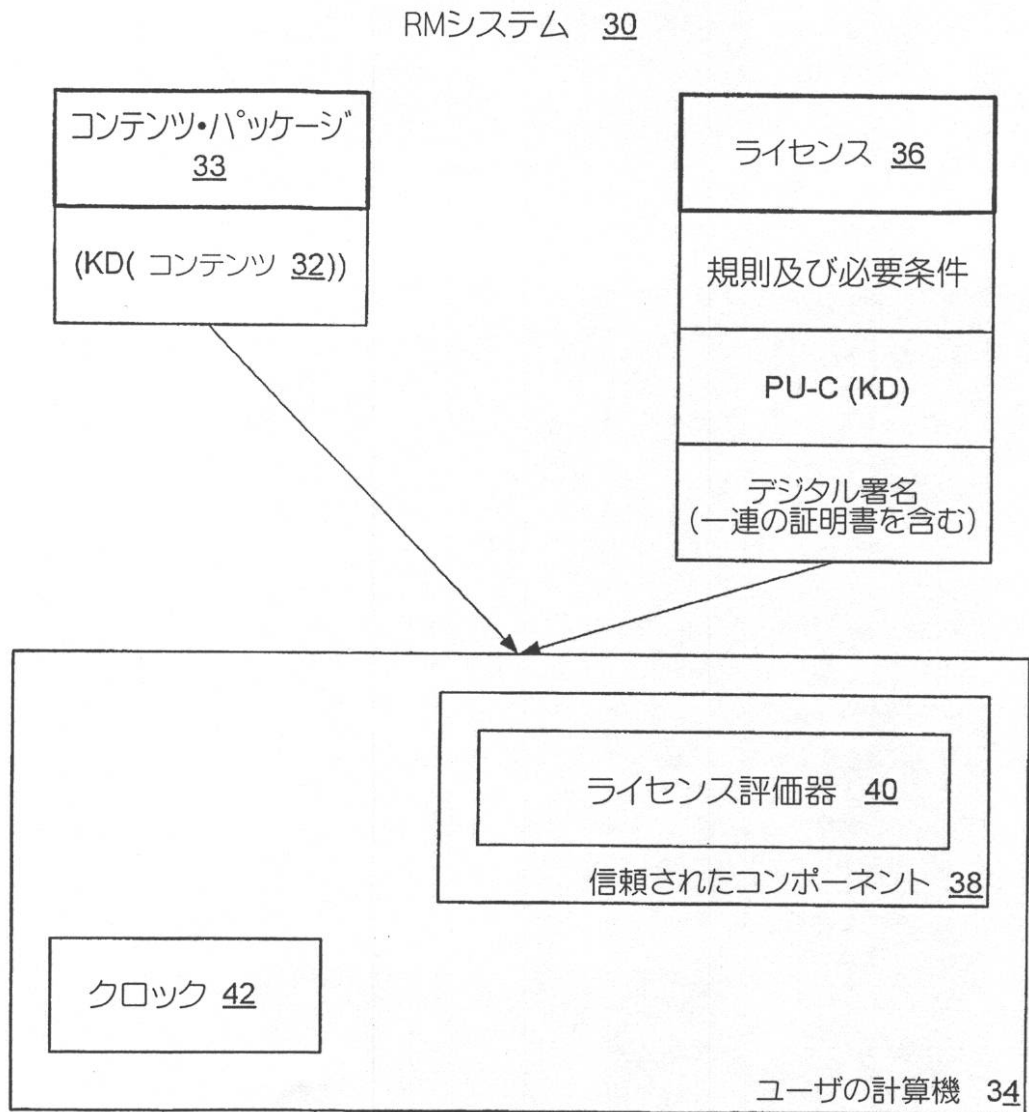 RMシステム 30
コンテンツ・パッケージ
33
(KD( コンテンツ 32))
ライセンス 36
規則及び必要条件
PU-C (KD)
デジタル署名
(一連の証明書を含む)
ライセンス評価器 40
信頼されたコンポーネント 38
クロック 42
ユーザの計算機 34